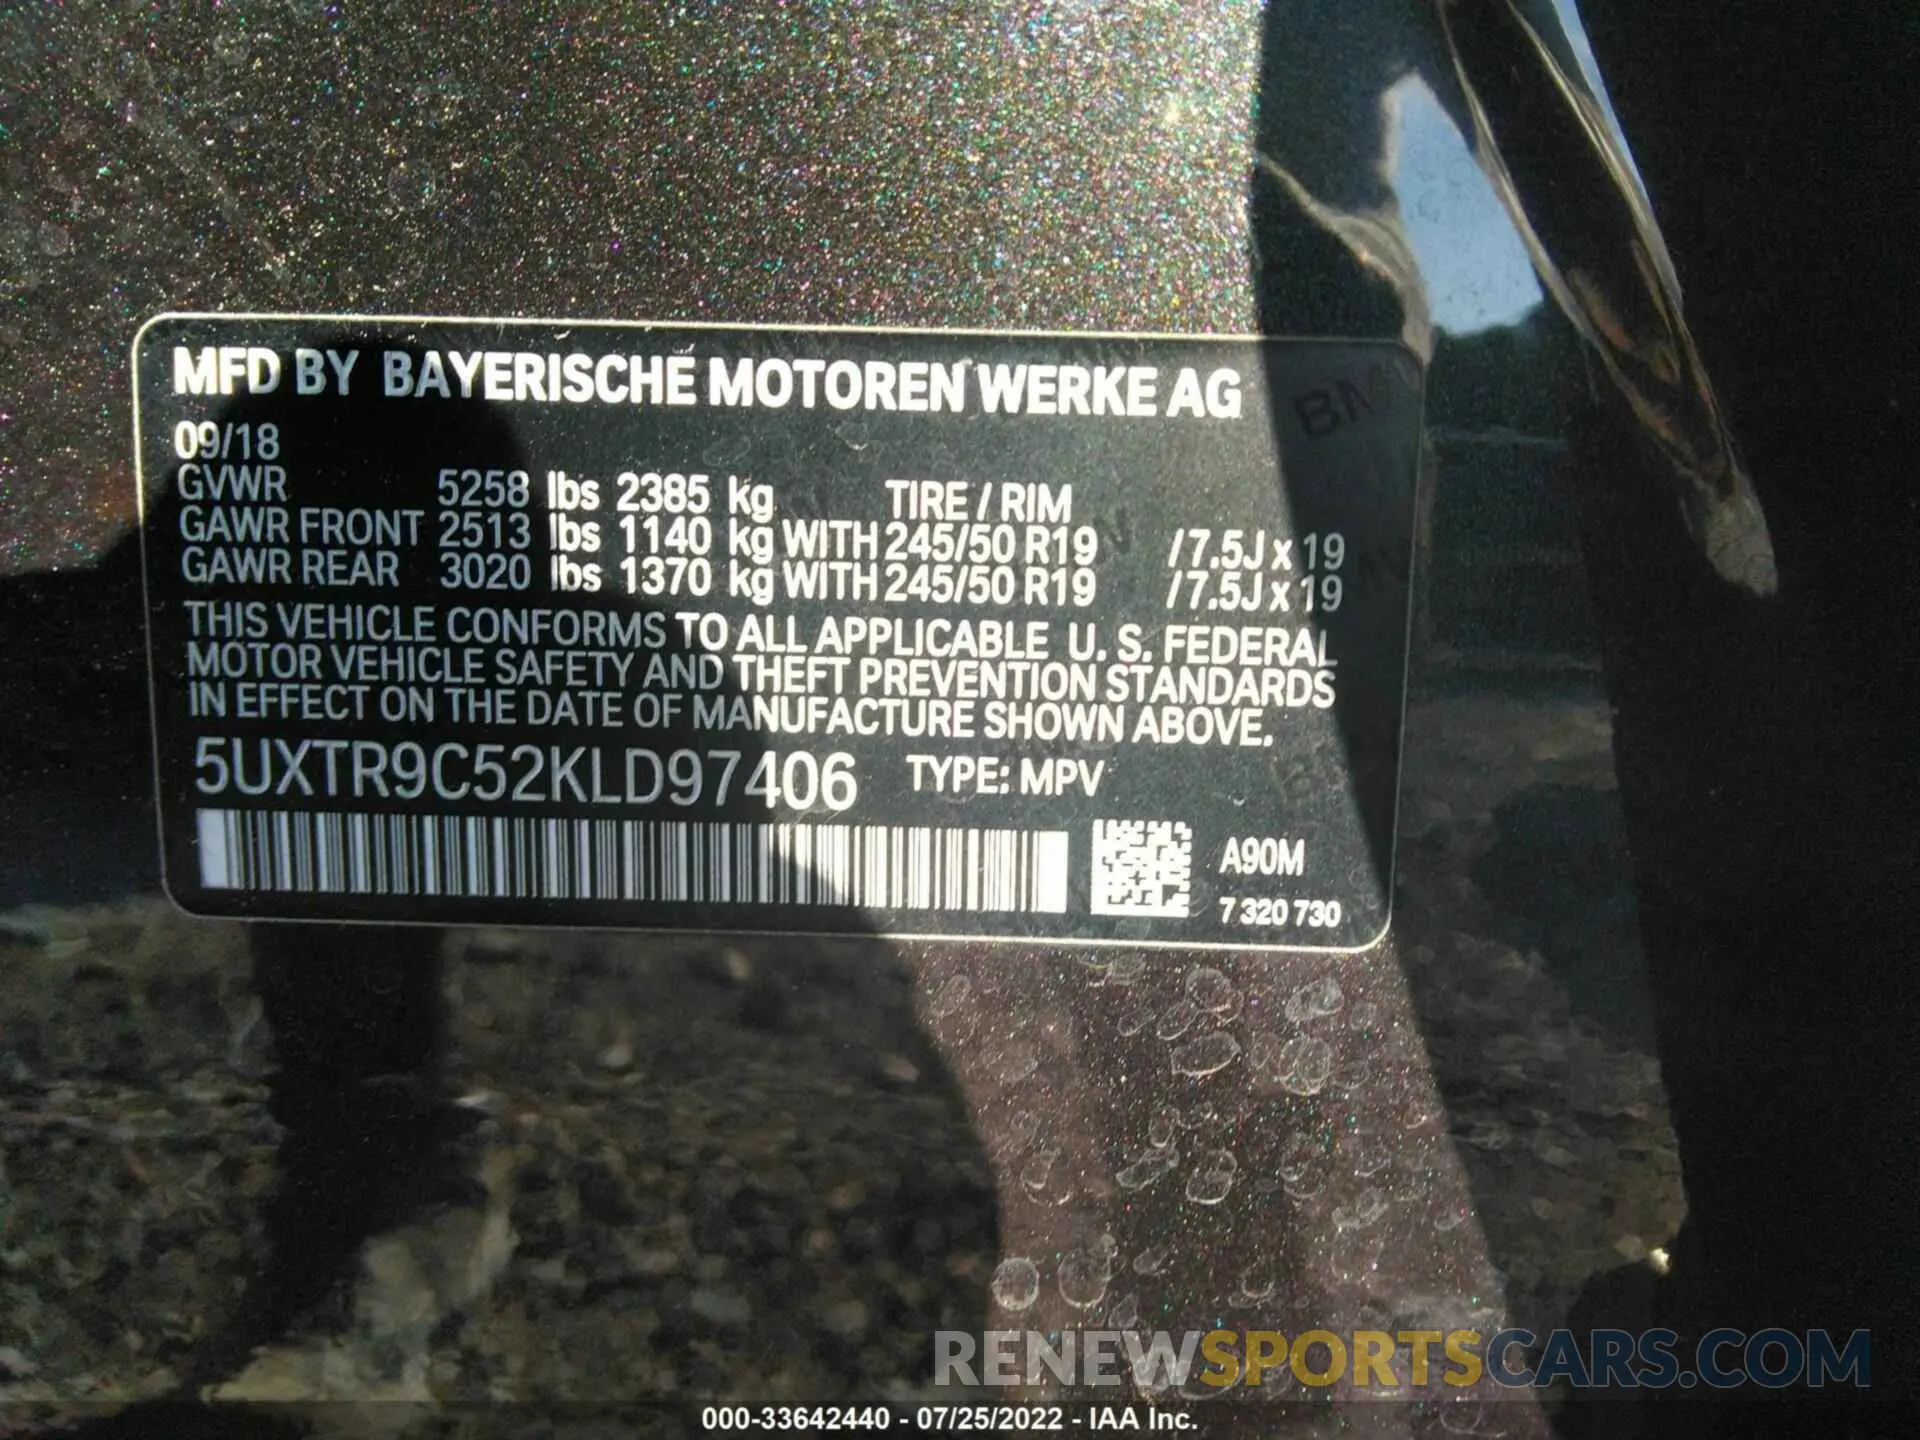 MFD BY BAYERISCHE MOTOREN WERKE AG
09/18
GVWR 5258 lbs 2385 kg TIRE / RIM
GAWR FRONT 2513 lbs 1140 kg WITH 245/50 R19 /7.5J x 19
GAWR REAR 3020 lbs 1370 kg WITH 245/50 R19 /7.5J x 19
THIS VEHICLE CONFORMS TO ALL APPLICABLE U. S. FEDERAL
MOTOR VEHICLE SAFETY AND THEFT PREVENTION STANDARDS
IN EFFECT ON THE DATE OF MANUFACTURE SHOWN ABOVE.
5UXTR9C52KLD97406 TYPE: MPV
A90M
7 320 730
RENEWSPORTSCARS.COM
000-33642440 - 07/25/2022 - IAA Inc.